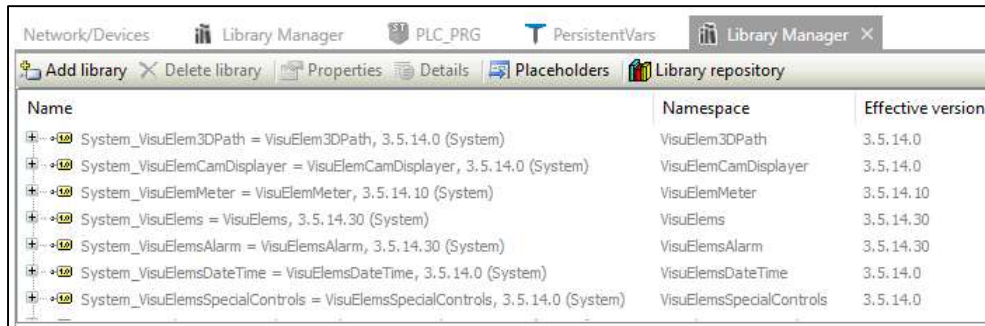 Network/Devices Library Manager ST PLC_PRG PersistentVars Library Manager
Add library Delete library Properties Details Placeholders Library repository
Name Namespace Effective version
System_VisuElem3DPath = VisuElem3DPath, 3.5.14.0 (System) VisuElem3DPath 3.5.14.0
System_VisuElemCamDisplayer = VisuElemCamDisplayer, 3.5.14.0 (System) VisuElemCamDisplayer 3.5.14.0
System_VisuElemMeter = VisuElemMeter, 3.5.14.10 (System) VisuElemMeter 3.5.14.10
System_VisuElems = VisuElems, 3.5.14.30 (System) VisuElems 3.5.14.30
System_VisuElemsAlarm = VisuElemsAlarm, 3.5.14.30 (System) VisuElemsAlarm 3.5.14.30
System_VisuElemsDateTime = VisuElemsDateTime, 3.5.14.0 (System) VisuElemsDateTime 3.5.14.0
System_VisuElemsSpecialControls = VisuElemsSpecialControls, 3.5.14.0 (System) VisuElemsSpecialControls 3.5.14.0